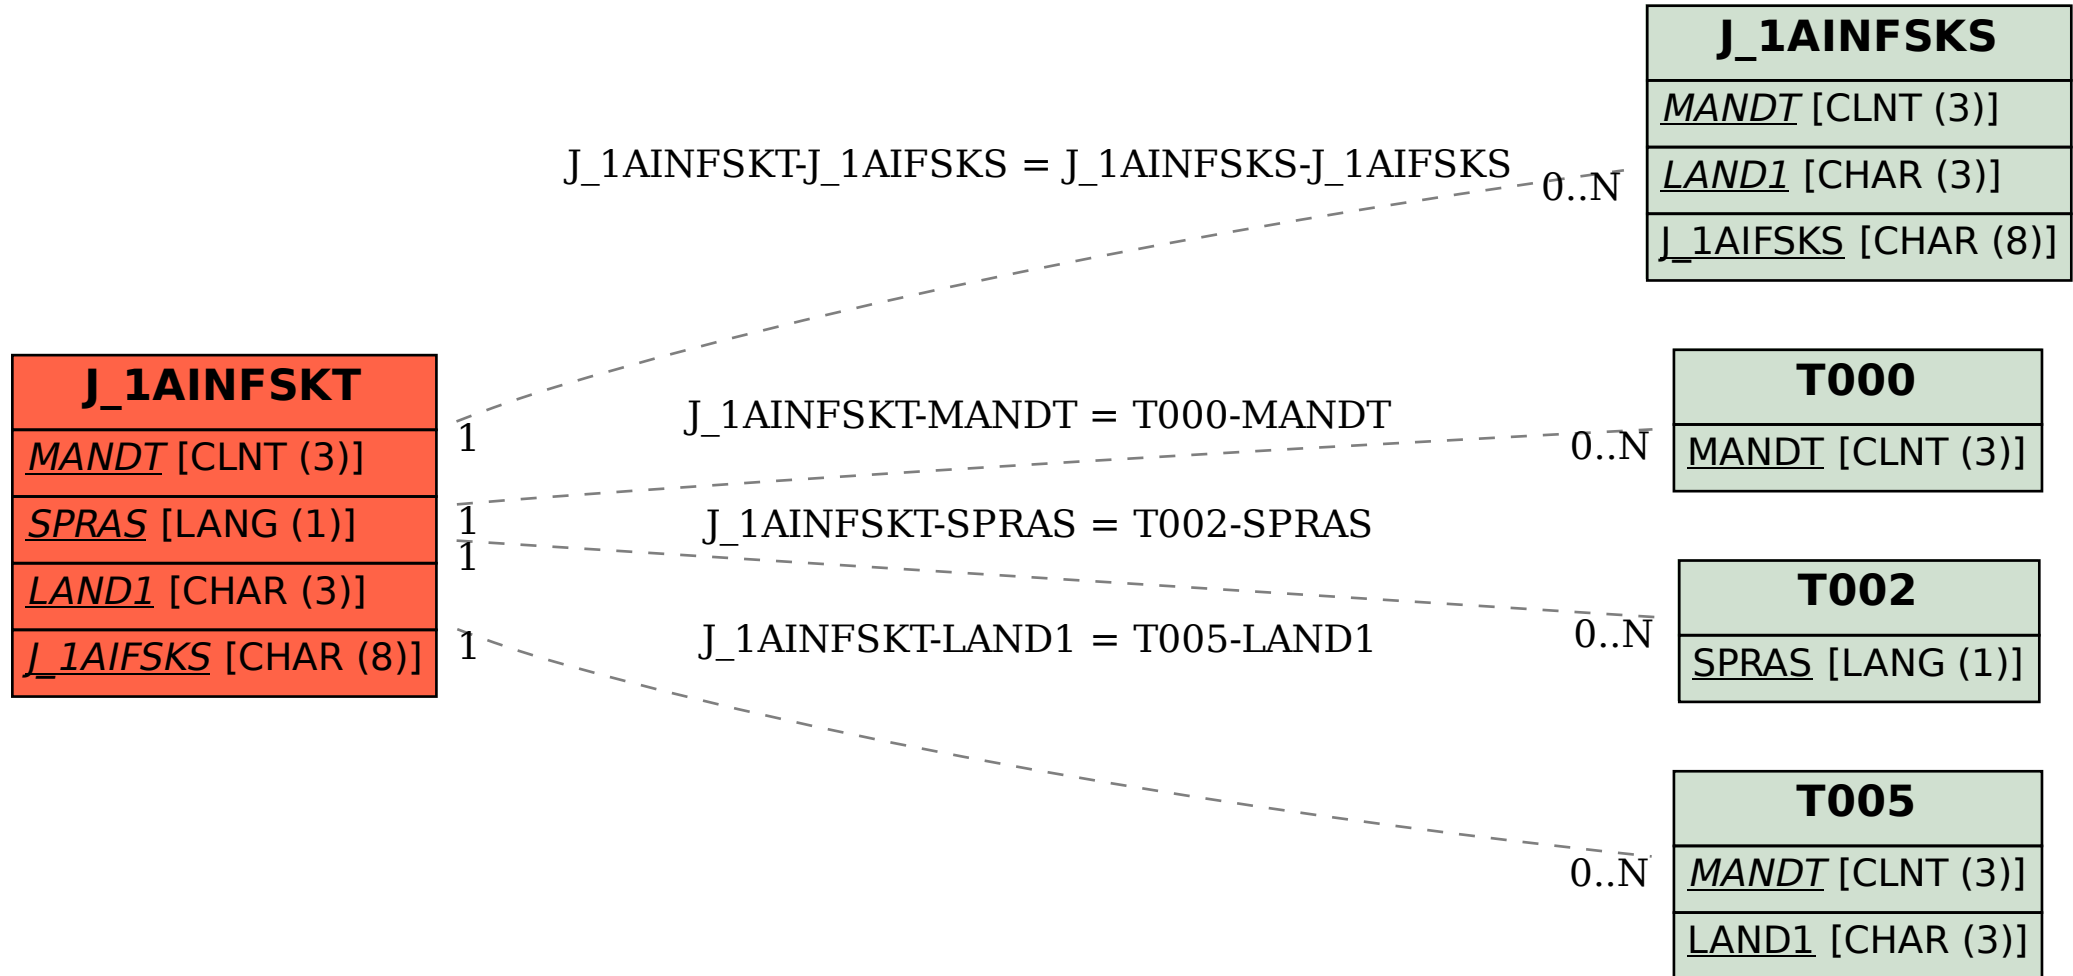 J_1AINFSKS
MANDT [CLNT (3)]
LAND1 [CHAR (3)]
J_1AIFSKS [CHAR (8)]
J_1AINFSKT-J_1AIFSKS = J_1AINFSKS-J_1AIFSKS
0..N
J_1AINFSKT
MANDT [CLNT (3)]
SPRAS [LANG (1)]
LAND1 [CHAR (3)]
J_1AIFSKS [CHAR (8)]
1
J_1AINFSKT-MANDT = T000-MANDT
0..N
1
T000
MANDT [CLNT (3)]
J_1AINFSKT-SPRAS = T002-SPRAS
1
0..N
T002
SPRAS [LANG (1)]
J_1AINFSKT-LAND1 = T005-LAND1
1
0..N
T005
MANDT [CLNT (3)]
LAND1 [CHAR (3)]